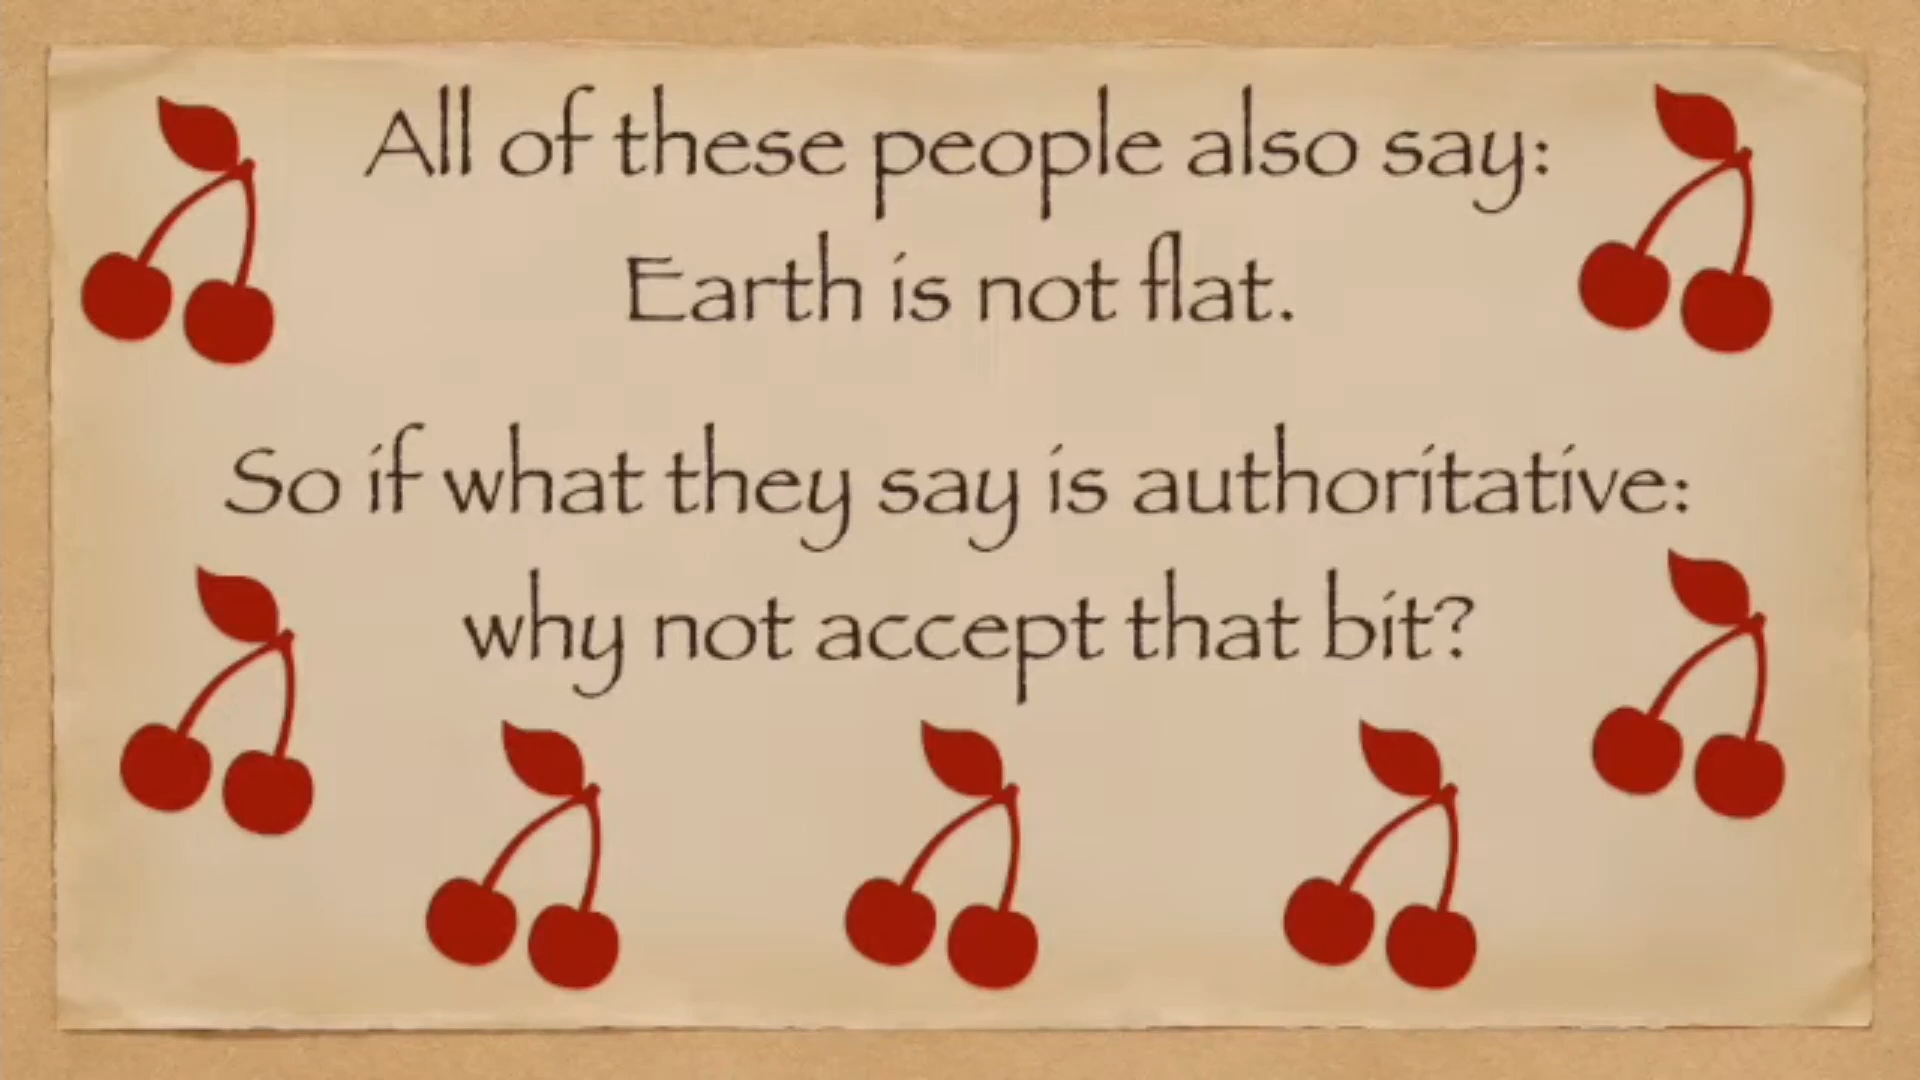 All of these people also say:
Earth is not flat.
So if what they say is authoritative:
why not accept that bit?